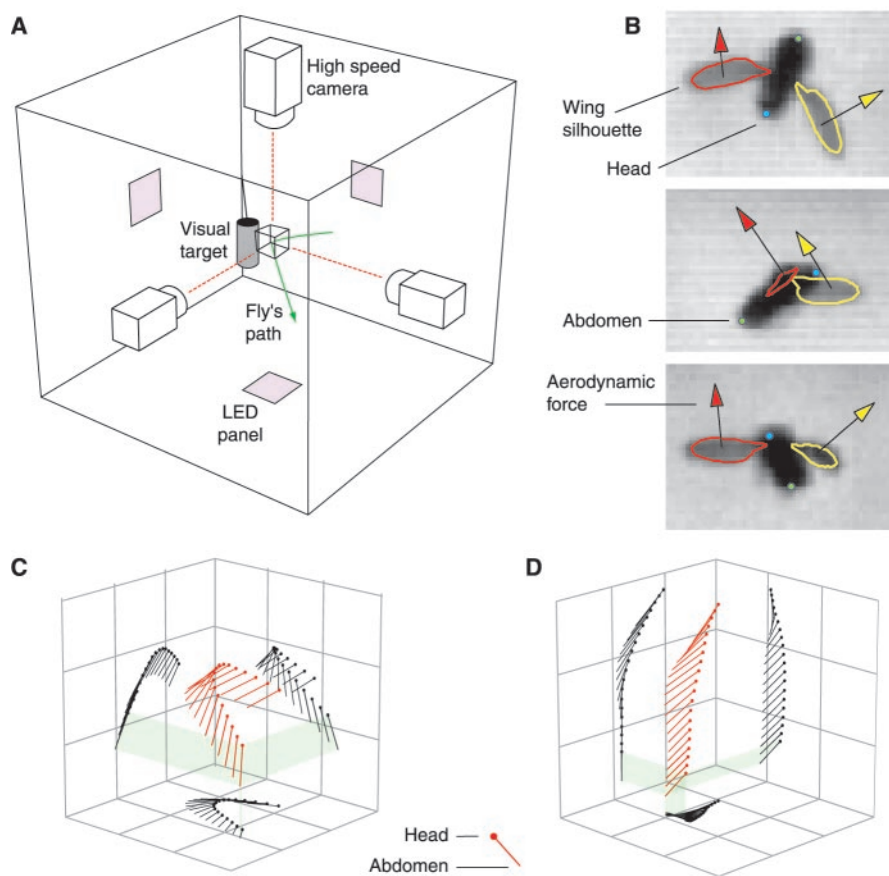 A
High speed
camera
Visual
target
Fly's
path
LED
panel
B
Wing
silhouette
Head
Abdomen
Aerodynamic
force
C
D
Head
Abdomen